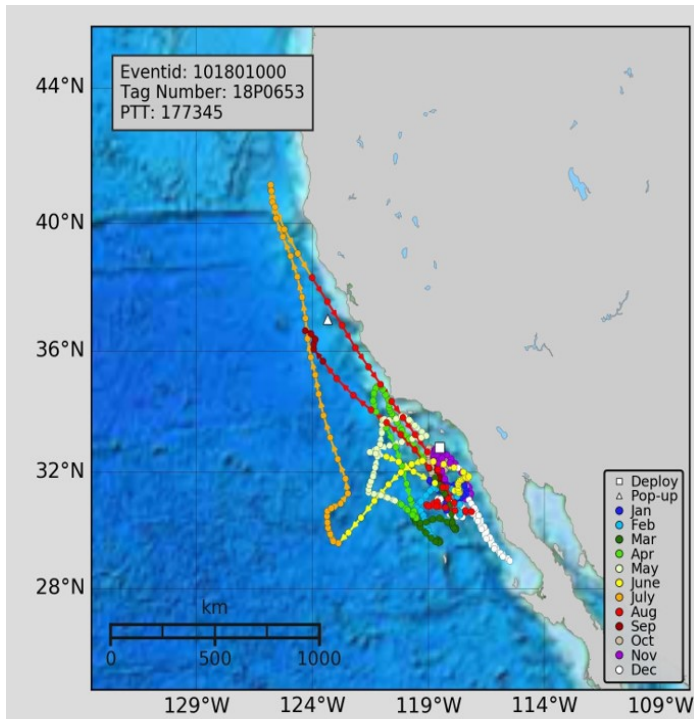 Eventid: 101801000
Tag Number: 18P0653
PTT: 177345
44°N
40°N
36°N
32°N
28°N
km
0 500 1000
129°W 124°W 119°W 114°W 109°W
Deploy
Pop-up
Jan
Feb
Mar
Apr
May
June
July
Aug
Sep
Oct
Nov
Dec